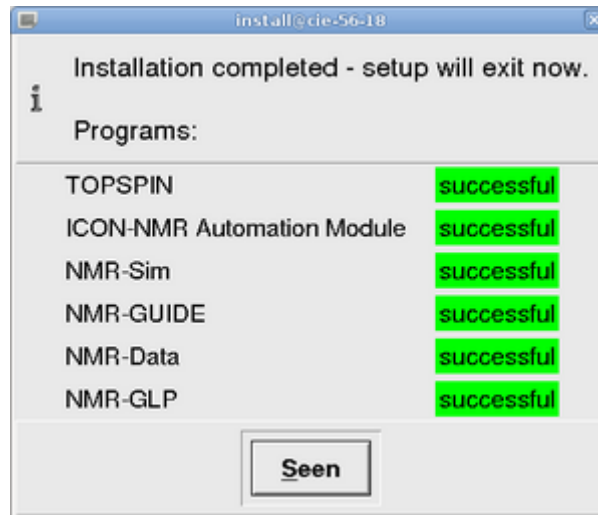 install@cie-56-18
Installation completed - setup will exit now.
Programs:
TOPSPIN successful
ICON-NMR Automation Module successful
NMR-Sim successful
NMR-GUIDE successful
NMR-Data successful
NMR-GLP successful
Seen